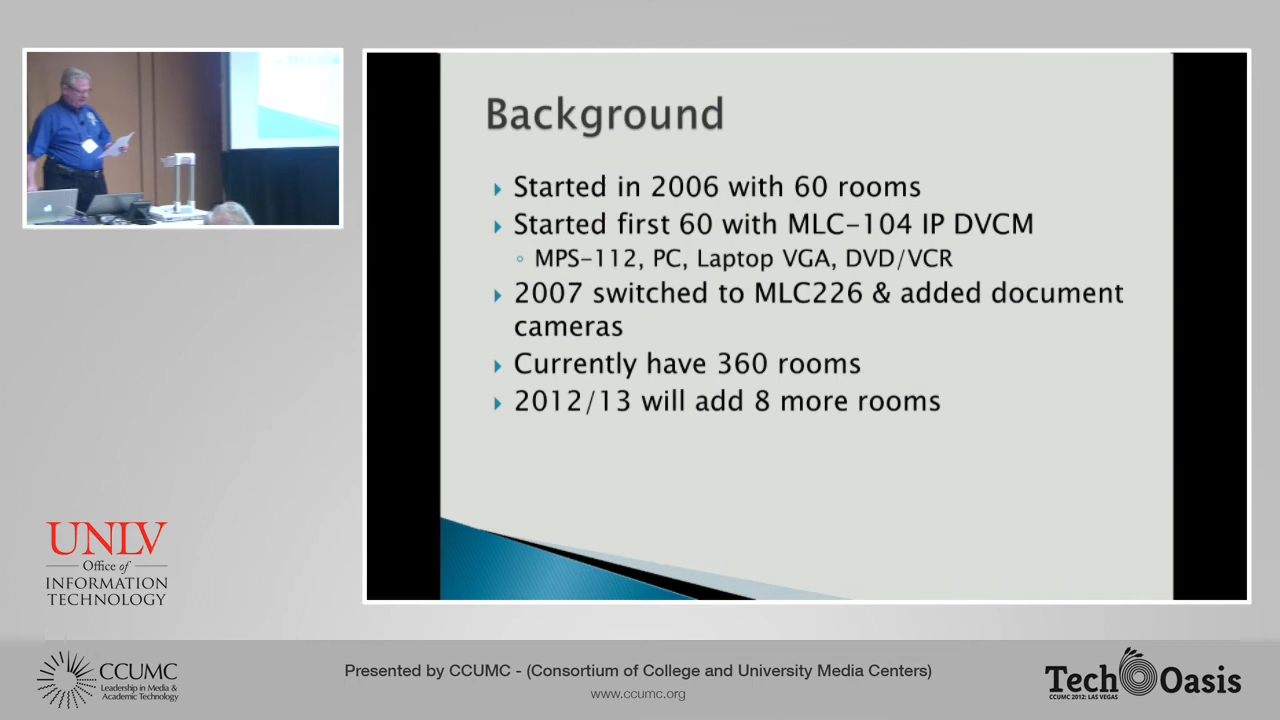 Background
Started in 2006 with 60 rooms
Started first 60 with MLC-104 IP DVCM
MPS-112, PC, Laptop VGA, DVD/VCR
2007 switched to MLC226 & added document
cameras
Currently have 360 rooms
2012/13 will add 8 more rooms
UNLV
Office of
INFORMATION
TECHNOLOGY
CCUMC
Leadership in Media &
Academic Technology
Presented by CCUMC - (Consortium of College and University Media Centers)
www.ccumc.org
Tech Oasis
CCUMC 2012: LAS VEGAS